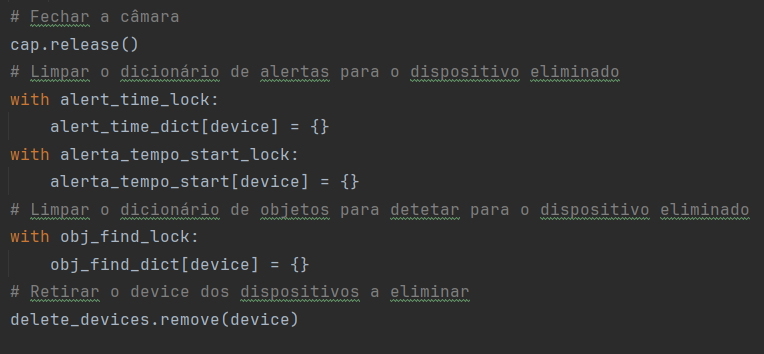 # Fechar a câmara
cap.release()
# Limpar o dicionário de alertas para o dispositivo eliminado
with alert_time_lock:
    alert_time_dict[device] = {}
with alerta_tempo_start_lock:
    alerta_tempo_start[device] = {}
# Limpar o dicionário de objetos para detetar para o dispositivo eliminado
with obj_find_lock:
    obj_find_dict[device] = {}
# Retirar o device dos dispositivos a eliminar
delete_devices.remove(device)